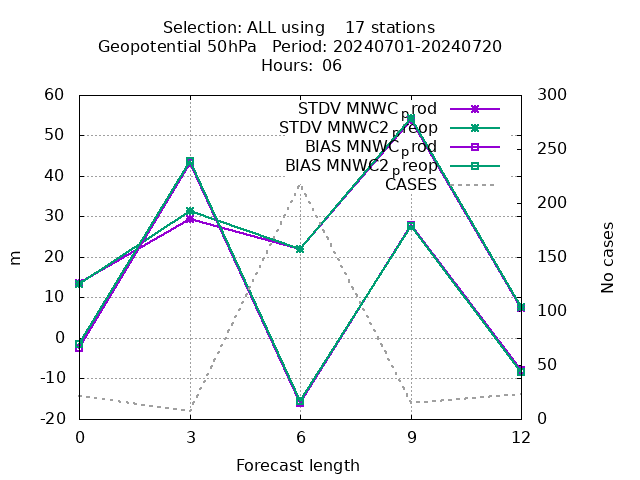 Selection: ALL using    17 stations
Geopotential 50hPa   Period: 20240701-20240720
Hours: 06
STDV MNWC_prod
STDV MNWC2_preop
BIAS MNWC_prod
BIAS MNWC2_preop
CASES
60
50
40
30
20
10
0
-10
-20
m
300
250
200
150
100
50
0
No cases
0 3 6 9 12
Forecast length